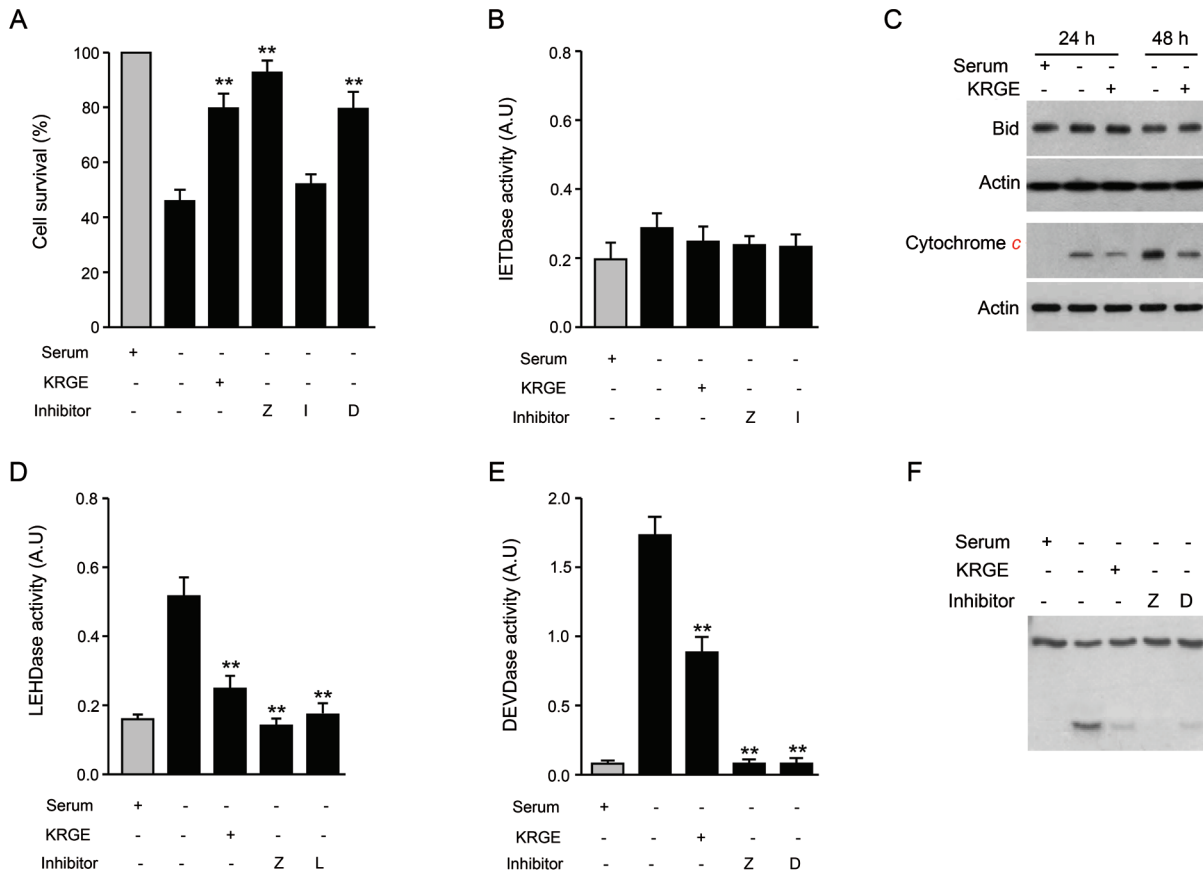 A
Cell survival (%)
100
80
60
40
20
0
** ** **
Serum + - - - - -
KRGE - - + - - -
Inhibitor - - - Z I D
B
IETDase activity (A.U)
0.8
0.6
0.4
0.2
0.0
Serum + - - - -
KRGE - - + - -
Inhibitor - - - Z I
C
24 h 48 h
Serum + - - - -
KRGE - - + - +
Bid
Actin
Cytochrome c
Actin
D
LEHDase activity (A.U)
0.8
0.6
0.4
0.2
0.0
** ** **
Serum + - - - -
KRGE - - + - -
Inhibitor - - - Z L
E
DEVDase activity (A.U)
2.0
1.5
1.0
0.5
0.0
** ** **
Serum + - - - -
KRGE - - + - -
Inhibitor - - - Z D
F
Serum + - - - -
KRGE - - + - -
Inhibitor - - - Z D